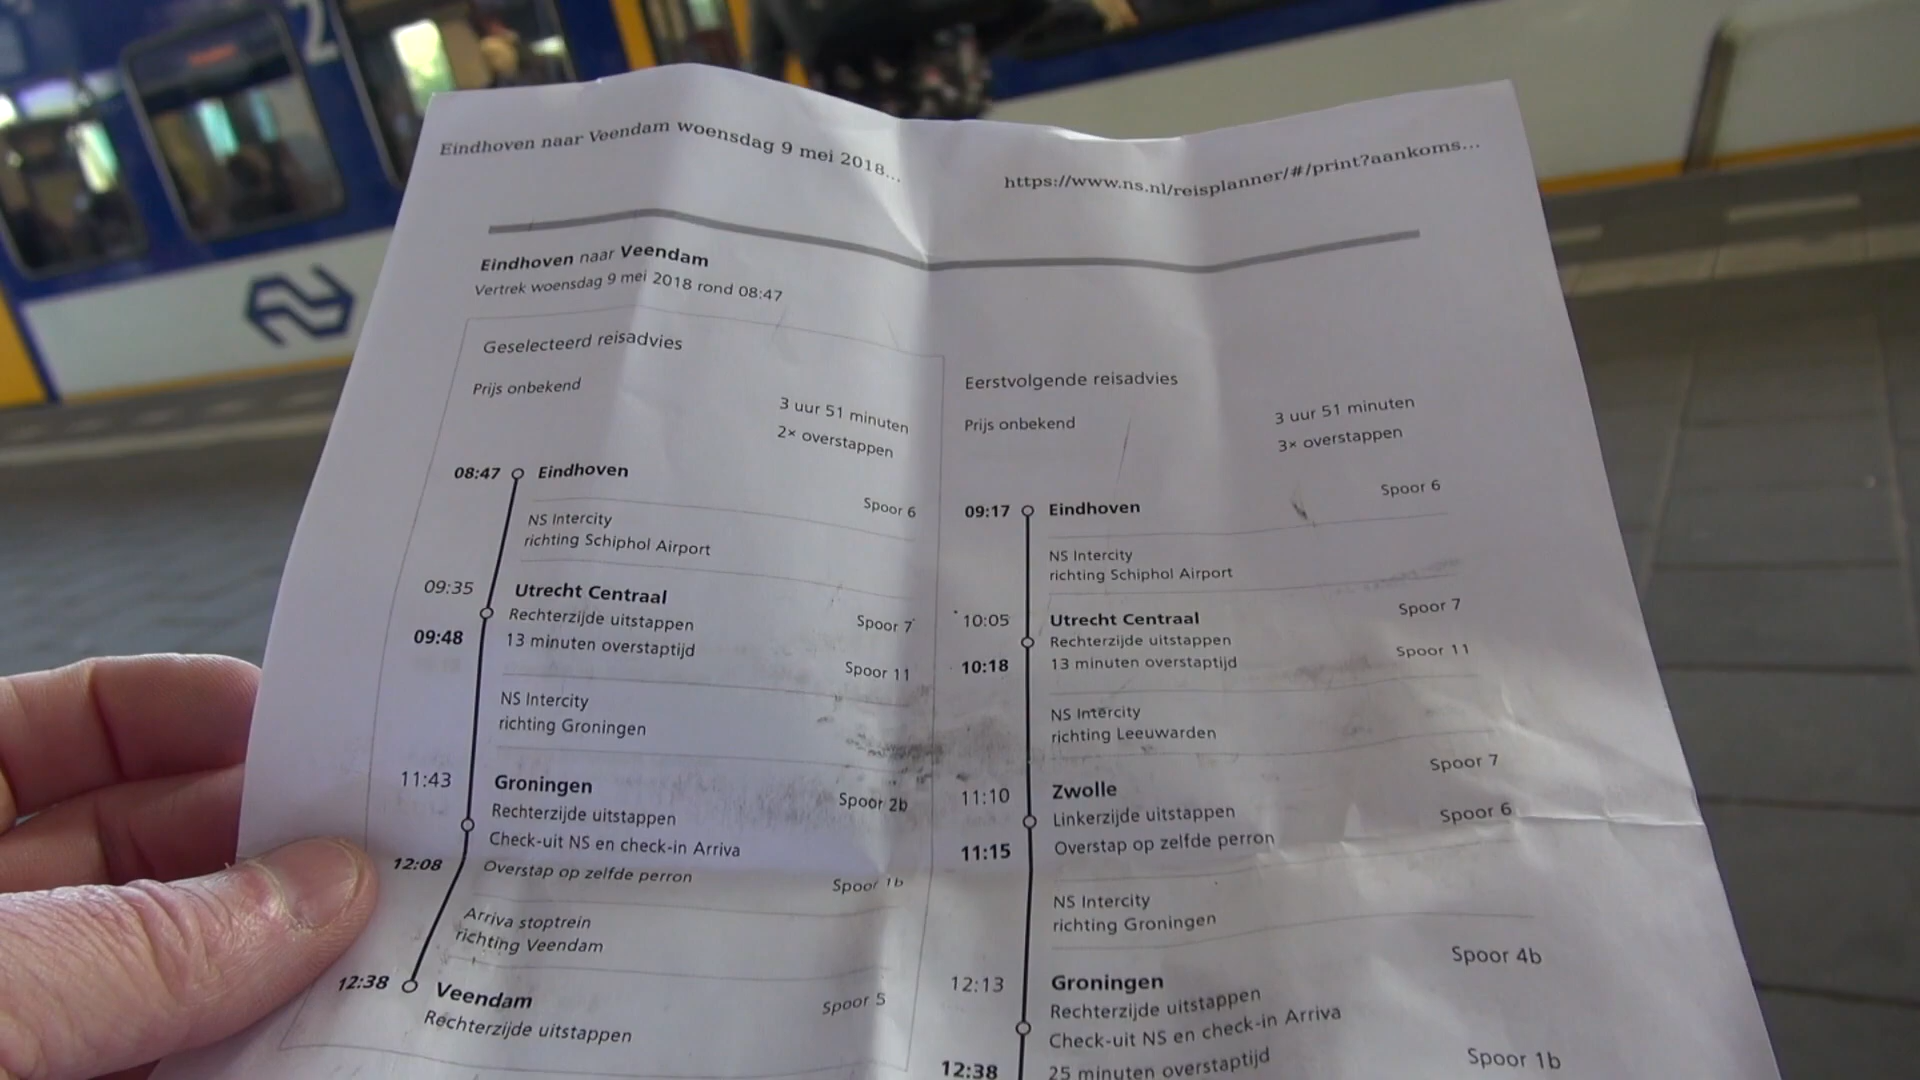 2
Eindhoven naar Veendam woensdag 9 mei 2018...
https://www.ns.nl/reisplanner/#/print?aankoms...
Eindhoven naar Veendam
Vertrek woensdag 9 mei 2018 rond 08:47
Geselecteerd reisadvies
Prijs onbekend
3 uur 51 minuten
2× overstappen
08:47 Eindhoven
Spoor 6
NS Intercity
richting Schiphol Airport
09:35 Utrecht Centraal
Rechterzijde uitstappen Spoor 7
09:48 13 minuten overstaptijd
Spoor 11
NS Intercity
richting Groningen
11:43 Groningen
Spoor 2b
Rechterzijde uitstappen
Check-uit NS en check-in Arriva
12:08 Overstap op zelfde perron Spoor 1b
Arriva stoptrein
richting Veendam
12:38 Veendam Spoor 5
Rechterzijde uitstappen
Eerstvolgende reisadvies
Prijs onbekend
3 uur 51 minuten
3× overstappen
09:17 Eindhoven Spoor 6
NS Intercity
richting Schiphol Airport
10:05 Utrecht Centraal Spoor 7
Rechterzijde uitstappen
10:18 13 minuten overstaptijd Spoor 11
NS Intercity
richting Leeuwarden
11:10 Zwolle Spoor 7
Linkerzijde uitstappen
11:15 Overstap op zelfde perron Spoor 6
NS Intercity
richting Groningen
12:13 Groningen Spoor 4b
Rechterzijde uitstappen
Check-uit NS en check-in Arriva
12:38 25 minuten overstaptijd Spoor 1b